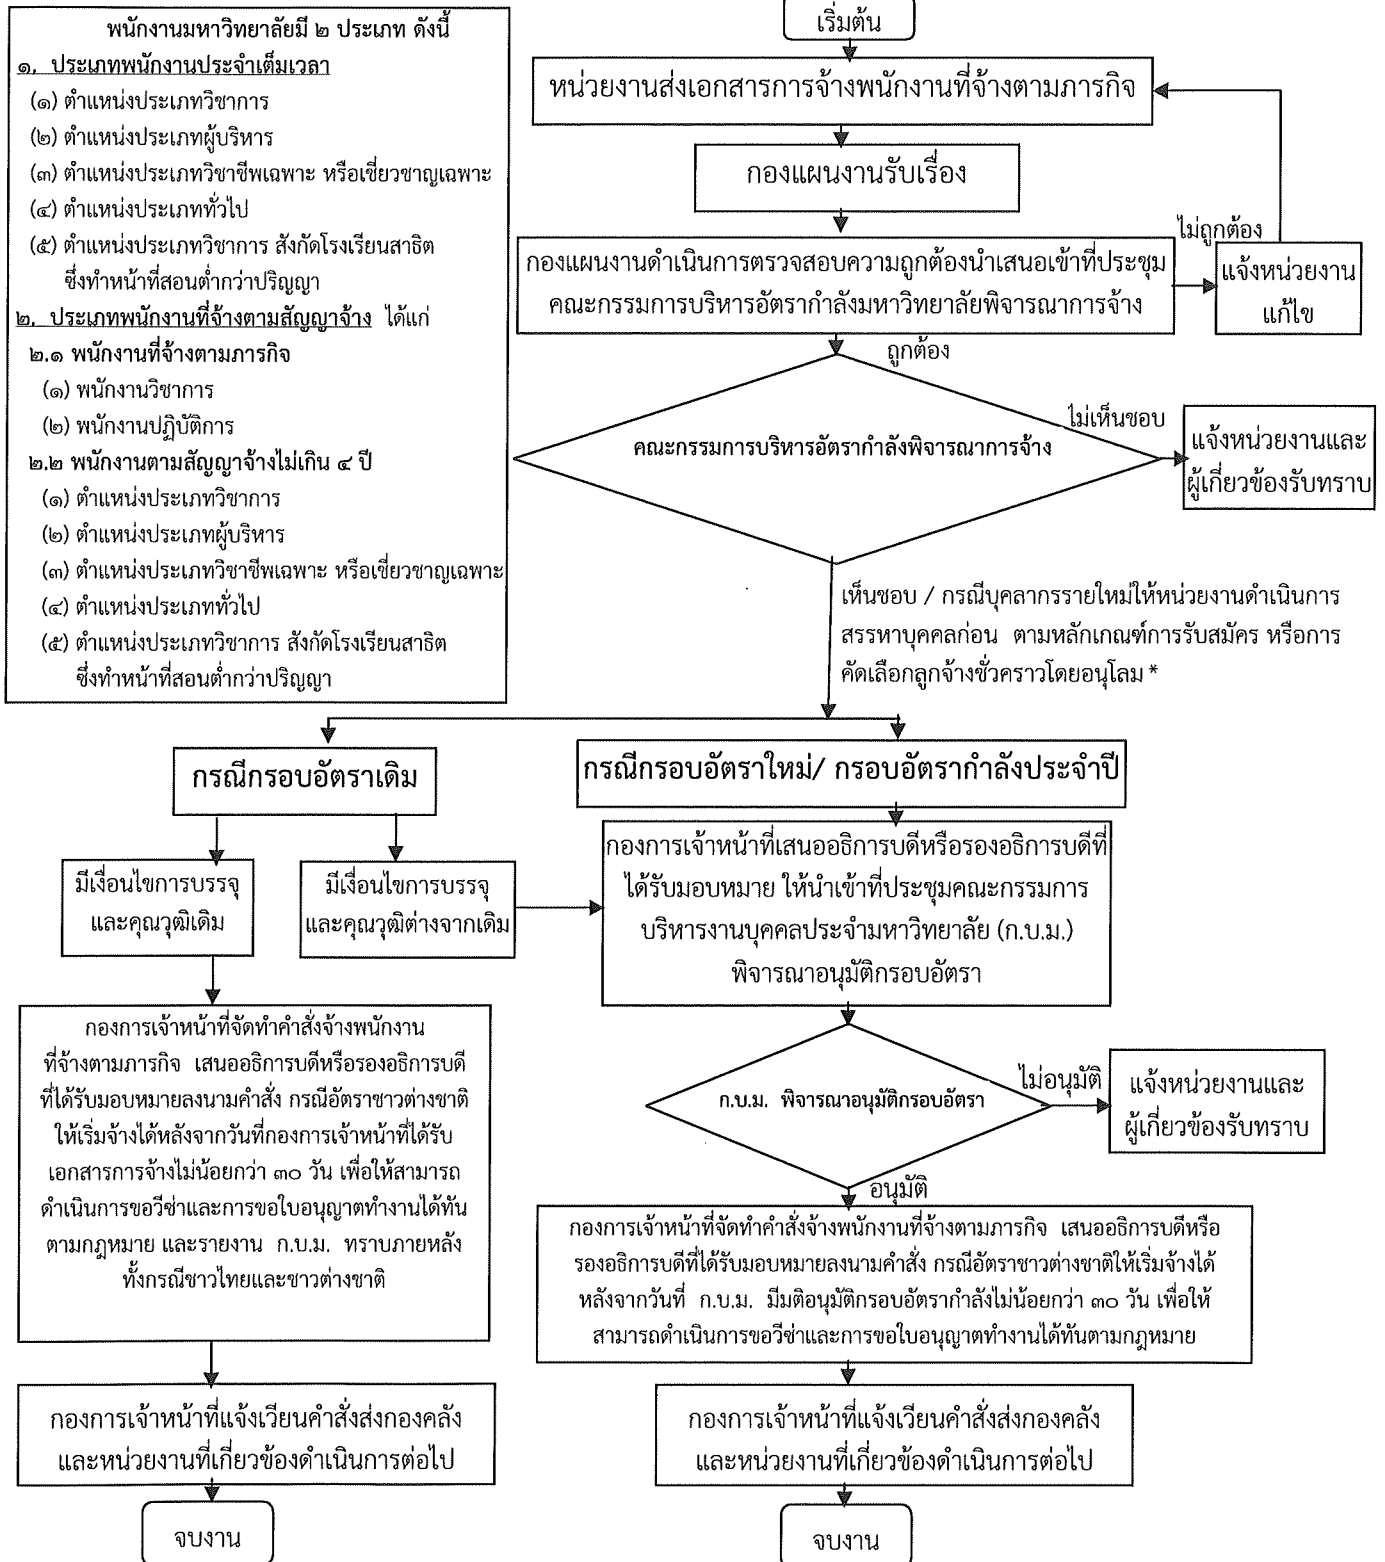 พนักงานมหาวิทยาลัยมี ๒ ประเภท ดังนี้
๑. ประเภทพนักงานประจำเต็มเวลา
(๑) ตำแหน่งประเภทวิชาการ
(๒) ตำแหน่งประเภทผู้บริหาร
(๓) ตำแหน่งประเภทวิชาชีพเฉพาะ หรือเชี่ยวชาญเฉพาะ
(๔) ตำแหน่งประเภททั่วไป
(๕) ตำแหน่งประเภทวิชาการ สังกัดโรงเรียนสาธิต
ซึ่งทำหน้าที่สอนต่ำกว่าปริญญา
๒. ประเภทพนักงานที่จ้างตามสัญญาจ้าง ได้แก่
๒.๑ พนักงานที่จ้างตามภารกิจ
(๑) พนักงานวิชาการ
(๒) พนักงานปฏิบัติการ
๒.๒ พนักงานตามสัญญาจ้างไม่เกิน ๔ ปี
(๑) ตำแหน่งประเภทวิชาการ
(๒) ตำแหน่งประเภทผู้บริหาร
(๓) ตำแหน่งประเภทวิชาชีพเฉพาะ หรือเชี่ยวชาญเฉพาะ
(๔) ตำแหน่งประเภททั่วไป
(๕) ตำแหน่งประเภทวิชาการ สังกัดโรงเรียนสาธิต
ซึ่งทำหน้าที่สอนต่ำกว่าปริญญา
เริ่มต้น
หน่วยงานส่งเอกสารการจ้างพนักงานที่จ้างตามภารกิจ
กองแผนงานรับเรื่อง
กองแผนงานดำเนินการตรวจสอบความถูกต้องนำเสนอเข้าที่ประชุม
คณะกรรมการบริหารอัตรากำลังมหาวิทยาลัยพิจารณาการจ้าง
ไม่ถูกต้อง
แจ้งหน่วยงาน
แก้ไข
ถูกต้อง
คณะกรรมการบริหารอัตรากำลังพิจารณาการจ้าง
ไม่เห็นชอบ
แจ้งหน่วยงานและ
ผู้เกี่ยวข้องรับทราบ
เห็นชอบ / กรณีบุคลากรรายใหม่ให้หน่วยงานดำเนินการ
สรรหาบุคคลก่อน ตามหลักเกณฑ์การรับสมัคร หรือการ
คัดเลือกลูกจ้างชั่วคราวโดยอนุโลม *
กรณีกรอบอัตราเดิม
กรณีกรอบอัตราใหม่/ กรอบอัตรากำลังประจำปี
มีเงื่อนไขการบรรจุ
และคุณวุฒิเดิม
มีเงื่อนไขการบรรจุ
และคุณวุฒิต่างจากเดิม
กองการเจ้าหน้าที่เสนออธิการบดีหรือรองอธิการบดีที่
ได้รับมอบหมาย ให้นำเข้าที่ประชุมคณะกรรมการ
บริหารงานบุคคลประจำมหาวิทยาลัย (ก.บ.ม.)
พิจารณาอนุมัติกรอบอัตรา
กองการเจ้าหน้าที่จัดทำคำสั่งจ้างพนักงาน
ที่จ้างตามภารกิจ เสนออธิการบดีหรือรองอธิการบดี
ที่ได้รับมอบหมายลงนามคำสั่ง กรณีอัตราชาวต่างชาติ
ให้เริ่มจ้างได้หลังจากวันที่กองการเจ้าหน้าที่ได้รับ
เอกสารการจ้างไม่น้อยกว่า ๓๐ วัน เพื่อให้สามารถ
ดำเนินการขอวีซ่าและการขอใบอนุญาตทำงานได้ทัน
ตามกฎหมาย และรายงาน ก.บ.ม. ทราบภายหลัง
ทั้งกรณีชาวไทยและชาวต่างชาติ
ก.บ.ม. พิจารณาอนุมัติกรอบอัตรา
ไม่อนุมัติ
แจ้งหน่วยงานและ
ผู้เกี่ยวข้องรับทราบ
อนุมัติ
กองการเจ้าหน้าที่จัดทำคำสั่งจ้างพนักงานที่จ้างตามภารกิจ เสนออธิการบดีหรือ
รองอธิการบดีที่ได้รับมอบหมายลงนามคำสั่ง กรณีอัตราชาวต่างชาติให้เริ่มจ้างได้
หลังจากวันที่ ก.บ.ม. มีมติอนุมัติกรอบอัตรากำลังไม่น้อยกว่า ๓๐ วัน เพื่อให้
สามารถดำเนินการขอวีซ่าและการขอใบอนุญาตทำงานได้ทันตามกฎหมาย
กองการเจ้าหน้าที่แจ้งเวียนคำสั่งส่งกองคลัง
และหน่วยงานที่เกี่ยวข้องดำเนินการต่อไป
จบงาน
กองการเจ้าหน้าที่แจ้งเวียนคำสั่งส่งกองคลัง
และหน่วยงานที่เกี่ยวข้องดำเนินการต่อไป
จบงาน